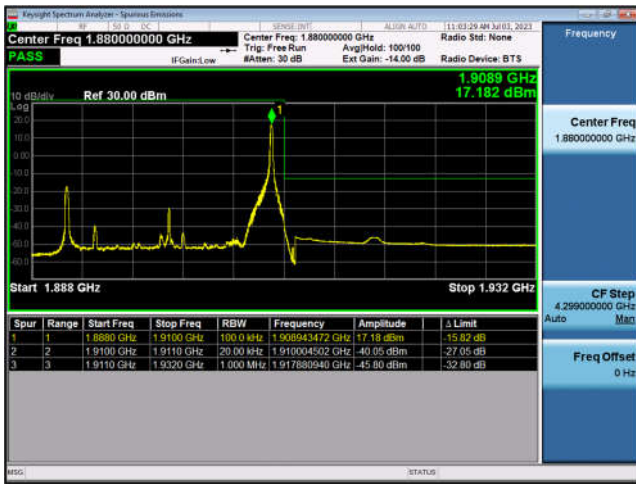 Keysight Spectrum Analyzer - Spurious Emissions
RF 50 Ω DC SENSE:INT ALIGN AUTO 11:03:29 AM Jul 03, 2023
Center Freq 1.880000000 GHz Center Freq: 1.880000000 GHz Radio Std: None Frequency
Trig: Free Run Avg|Hold: 100/100
PASS IFGain:Low #Atten: 30 dB Ext Gain: -14.00 dB Radio Device: BTS
1.9089 GHz
10 dB/div Ref 30.00 dBm 17.182 dBm
Log
1
20.0
10.0
0.00
-10.0
-20.0
-30.0
-40.0
-50.0
-60.0
Center Freq
1.880000000 GHz
Start 1.888 GHz Stop 1.932 GHz
CF Step
4.299000000 GHz
Auto Man
Spur Range Start Freq Stop Freq RBW Frequency Amplitude Δ Limit
1 1 1.8880 GHz 1.9100 GHz 100.0 kHz 1.908943472 GHz 17.18 dBm -15.82 dB
2 2 1.9100 GHz 1.9110 GHz 20.00 kHz 1.910004502 GHz -40.05 dBm -27.05 dB
3 3 1.9110 GHz 1.9320 GHz 1.000 MHz 1.917880940 GHz -45.80 dBm -32.80 dB
Freq Offset
0 Hz
MSG STATUS